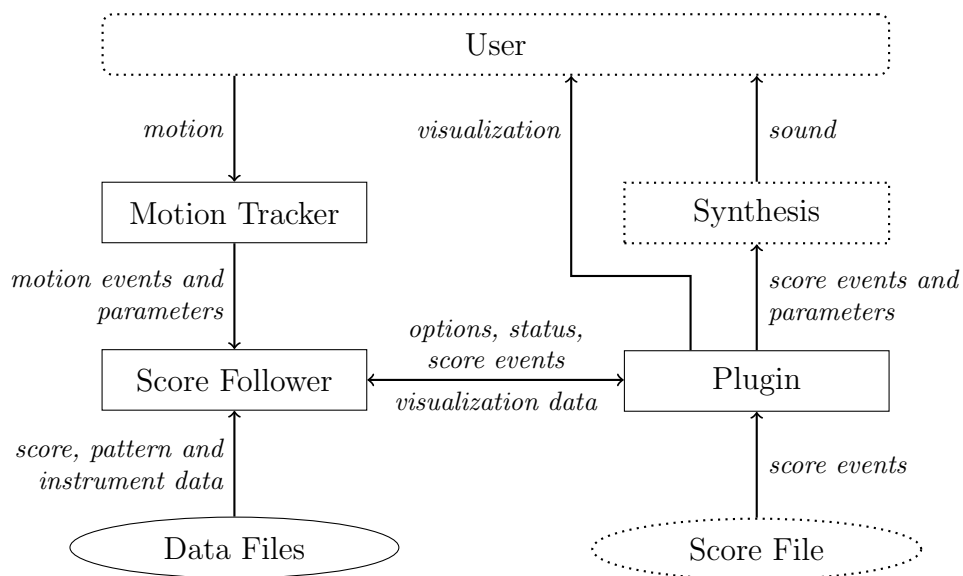 User
motion
visualization
sound
Motion Tracker
Synthesis
motion events and
parameters
score events and
parameters
options, status,
score events
Score Follower
Plugin
visualization data
score, pattern and
instrument data
score events
Data Files
Score File